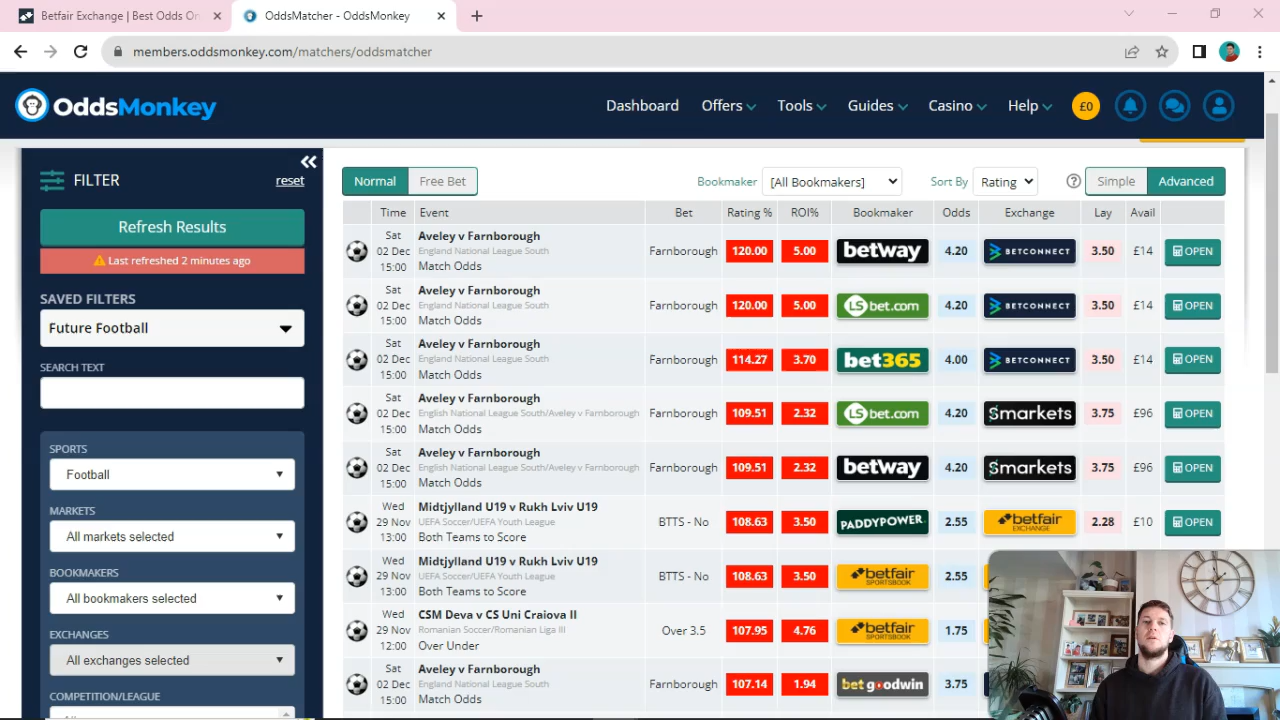 Betfair Exchange | Best Odds On
OddsMatcher - OddsMonkey
members.oddsmonkey.com/matchers/oddsmatcher
OddsMonkey
Dashboard Offers Tools Guides Casino Help £0
FILTER reset
Refresh Results
Last refreshed 2 minutes ago
SAVED FILTERS
Future Football
SEARCH TEXT
SPORTS
Football
MARKETS
All markets selected
BOOKMAKERS
All bookmakers selected
EXCHANGES
All exchanges selected
COMPETITION/LEAGUE
Normal Free Bet Bookmaker [All Bookmakers] Sort By Rating ? Simple Advanced
Time Event Bet Rating % ROI% Bookmaker Odds Exchange Lay Avail
Sat Aveley v Farnborough
02 Dec England National League South Farnborough 120.00 5.00 betway 4.20 BETCONNECT 3.50 £14 OPEN
15:00 Match Odds
Sat Aveley v Farnborough
02 Dec England National League South Farnborough 120.00 5.00 LS bet.com 4.20 BETCONNECT 3.50 £14 OPEN
15:00 Match Odds
Sat Aveley v Farnborough
02 Dec England National League South Farnborough 114.27 3.70 bet365 4.00 BETCONNECT 3.50 £14 OPEN
15:00 Match Odds
Sat Aveley v Farnborough
02 Dec English National League South/Aveley v Farnborough Farnborough 109.51 2.32 LS bet.com 4.20 Smarkets 3.75 £96 OPEN
15:00 Match Odds
Sat Aveley v Farnborough
02 Dec English National League South/Aveley v Farnborough Farnborough 109.51 2.32 betway 4.20 Smarkets 3.75 £96 OPEN
15:00 Match Odds
Wed Midtjylland U19 v Rukh Lviv U19
29 Nov UEFA Soccer/UEFA Youth League BTTS - No 108.63 3.50 PADDYPOWER. 2.55 betfair EXCHANGE 2.28 £10 OPEN
13:00 Both Teams to Score
Wed Midtjylland U19 v Rukh Lviv U19
29 Nov UEFA Soccer/UEFA Youth League BTTS - No 108.63 3.50 betfair SPORTSBOOK 2.55
13:00 Both Teams to Score
Wed CSM Deva v CS Uni Craiova II
29 Nov Romanian Soccer/Romanian Liga III Over 3.5 107.95 4.76 betfair SPORTSBOOK 1.75
12:00 Over Under
Sat Aveley v Farnborough
02 Dec England National League South Farnborough 107.14 1.94 bet goodwin 3.75
15:00 Match Odds